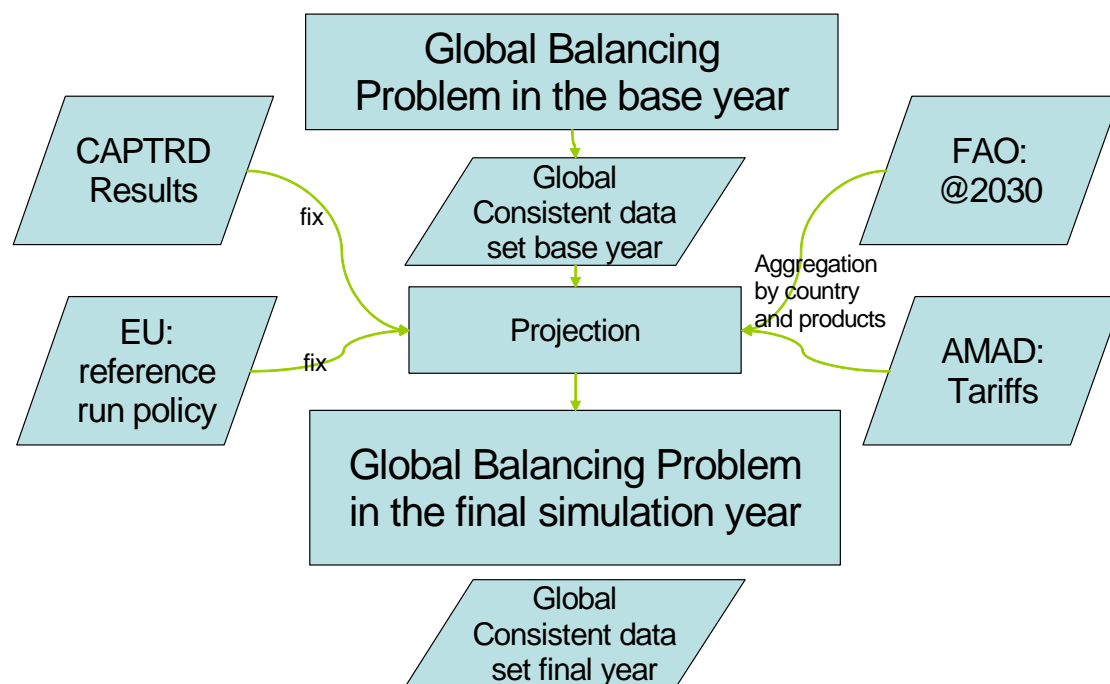 Global Balancing
Problem in the base year
CAPTRD
Results
FAO:
@2030
Global
Consistent data
set base year
fix
Aggregation
by country
and products
Projection
EU:
reference
run policy
fix
AMAD:
Tariffs
Global Balancing Problem
in the final simulation year
Global
Consistent data
set final year